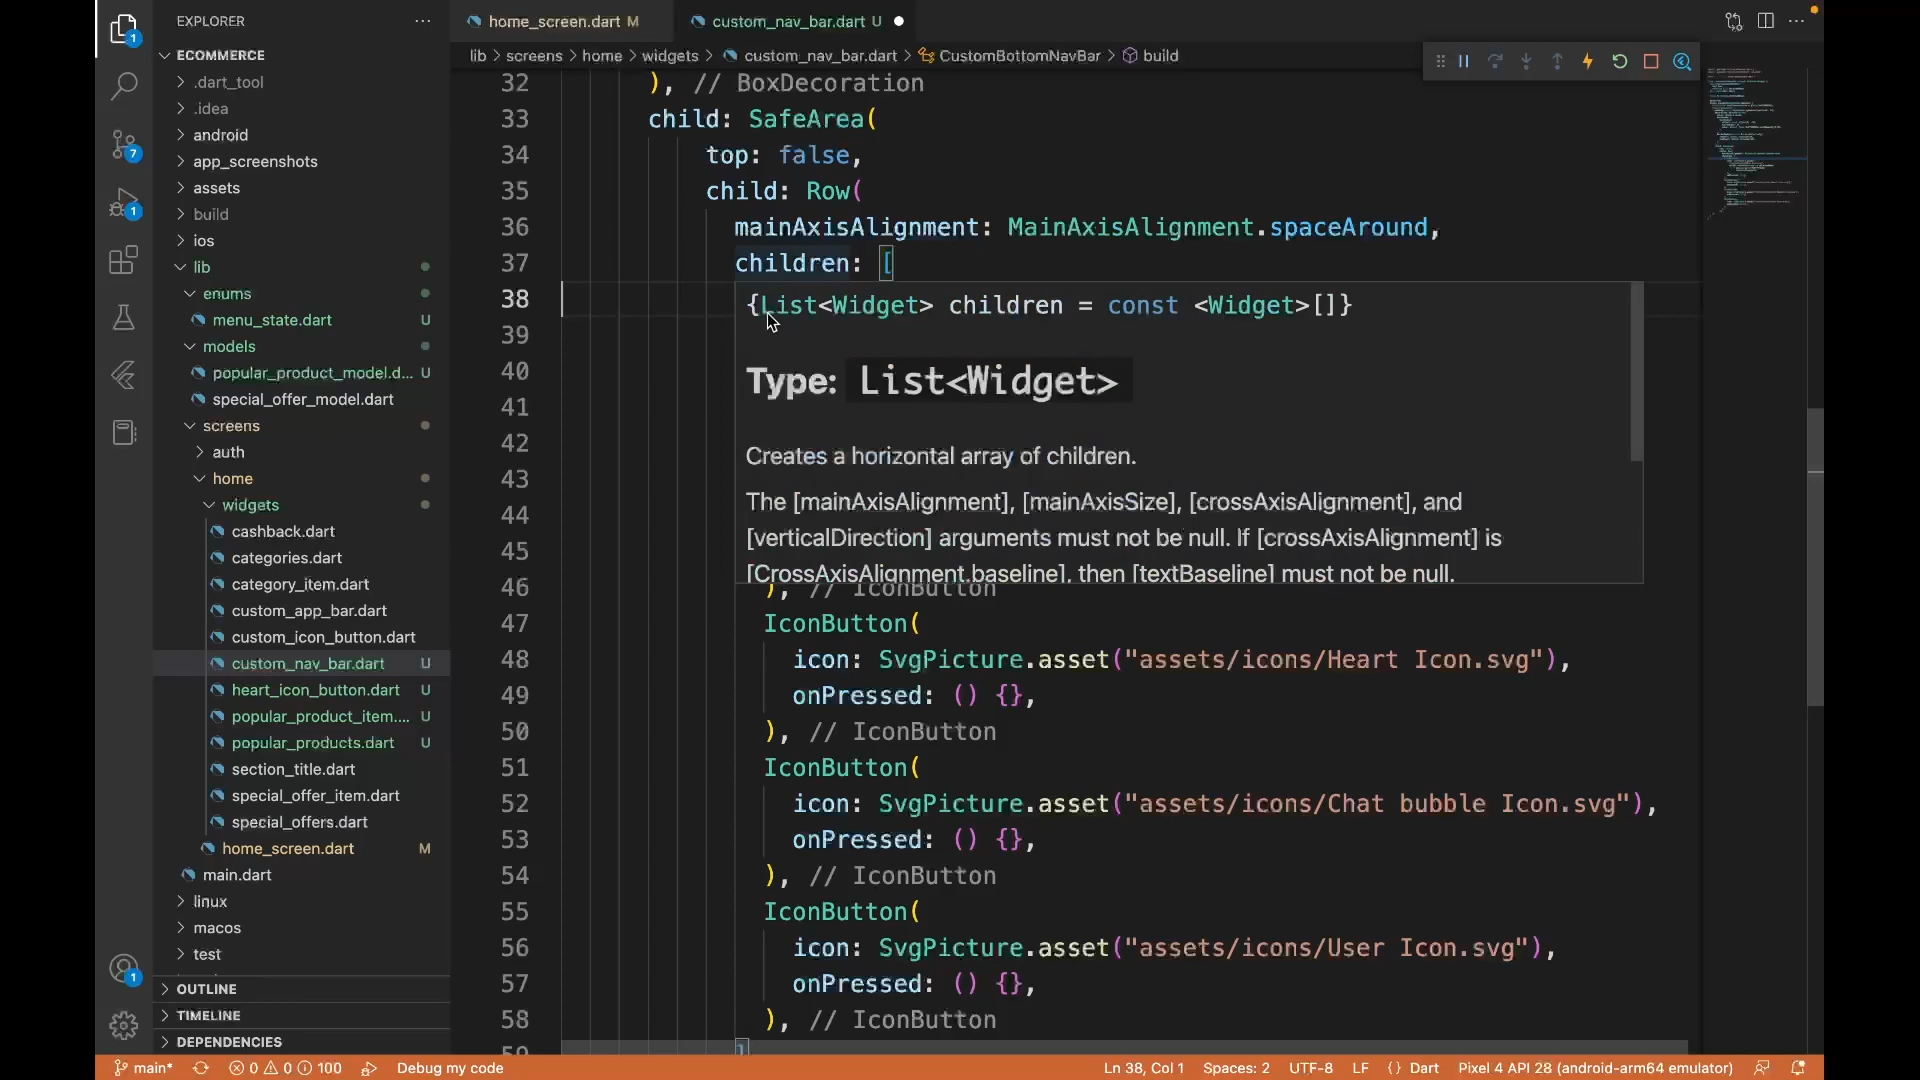 EXPLORER
home_screen.dart M
custom_nav_bar.dart U
1
ECOMMERCE
lib > screens > home > widgets > custom_nav_bar.dart > CustomBottomNavBar > build
.dart_tool
.idea
android
app_screenshots
assets
build
ios
lib
enums
menu_state.dart U
models
popular_product_model.d... U
special_offer_model.dart
screens
auth
home
widgets
cashback.dart
categories.dart
category_item.dart
custom_app_bar.dart
custom_icon_button.dart
custom_nav_bar.dart U
heart_icon_button.dart U
popular_product_item.... U
popular_products.dart U
section_title.dart
special_offer_item.dart
special_offers.dart
home_screen.dart M
main.dart
linux
macos
test
OUTLINE
TIMELINE
DEPENDENCIES
7
1
1
32 ), // BoxDecoration
33 child: SafeArea(
34 top: false,
35 child: Row(
36 mainAxisAlignment: MainAxisAlignment.spaceAround,
37 children: [
38
{List<Widget> children = const <Widget>[]}
39
Type: List<Widget>
40
41
42
Creates a horizontal array of children.
43
The [mainAxisAlignment], [mainAxisSize], [crossAxisAlignment], and
44
[verticalDirection] arguments must not be null. If [crossAxisAlignment] is
45
[CrossAxisAlignment.baseline], then [textBaseline] must not be null.
46 ), // IconButton
47 IconButton(
48 icon: SvgPicture.asset("assets/icons/Heart Icon.svg"),
49 onPressed: () {},
50 ), // IconButton
51 IconButton(
52 icon: SvgPicture.asset("assets/icons/Chat bubble Icon.svg"),
53 onPressed: () {},
54 ), // IconButton
55 IconButton(
56 icon: SvgPicture.asset("assets/icons/User Icon.svg"),
57 onPressed: () {},
58 ), // IconButton
59 ]
main* 0 0 100 Debug my code Ln 38, Col 1 Spaces: 2 UTF-8 LF {} Dart Pixel 4 API 28 (android-arm64 emulator)